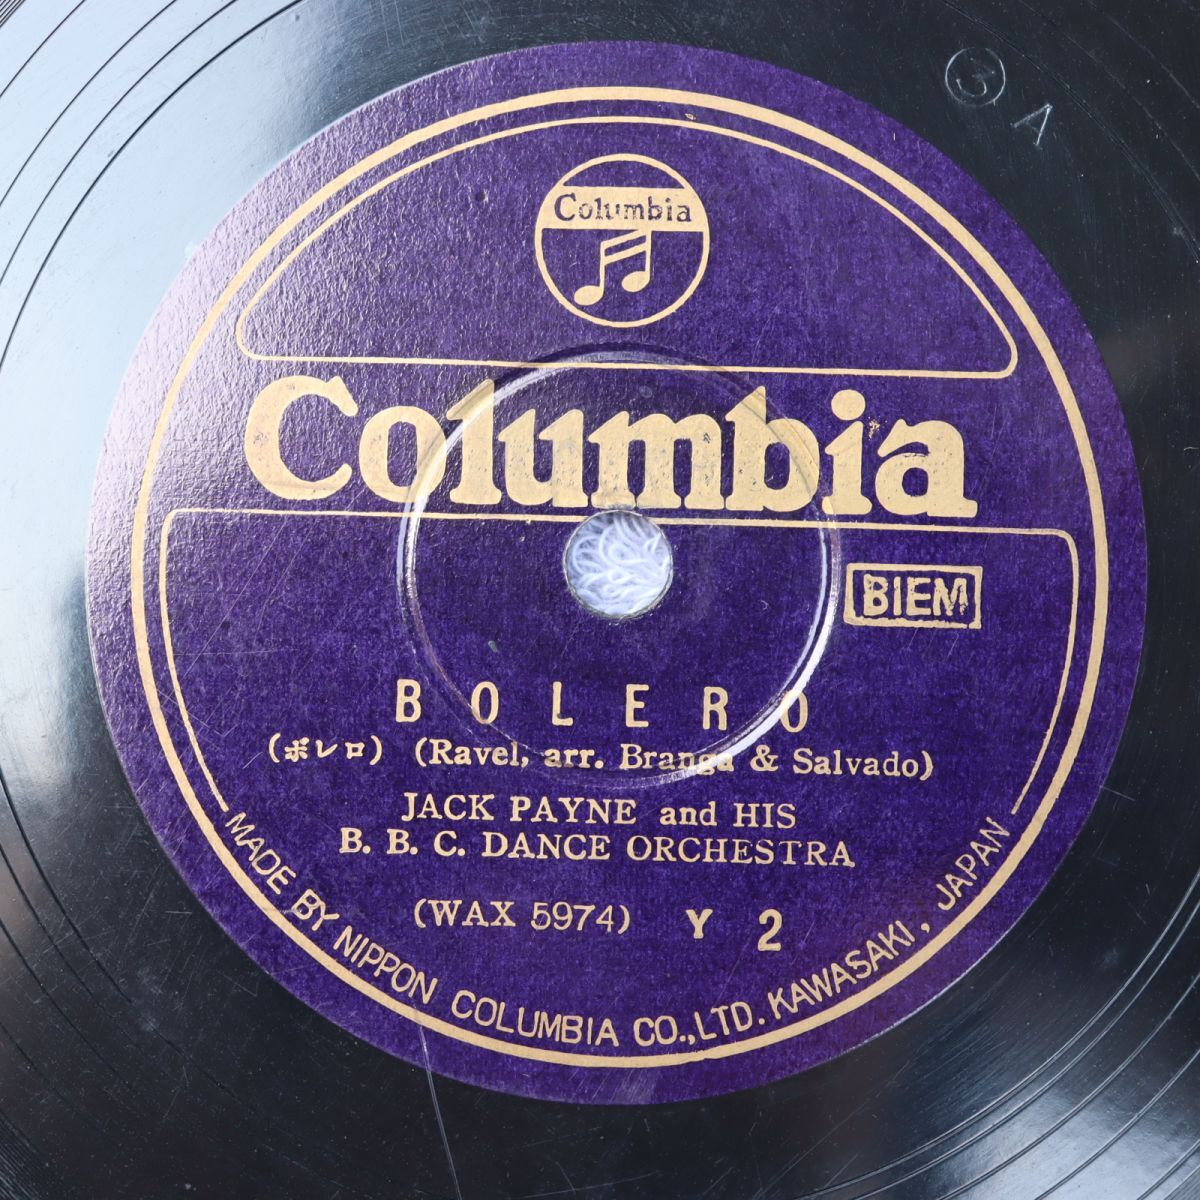 3 A
Columbia
Columbia
BIEM
BOLERO
(ボレロ) (Ravel, arr. Branga & Salvado)
JACK PAYNE and HIS
B. B. C. DANCE ORCHESTRA
(WAX 5974) Y 2
MADE BY NIPPON COLUMBIA CO., LTD. KAWASAKI, JAPAN